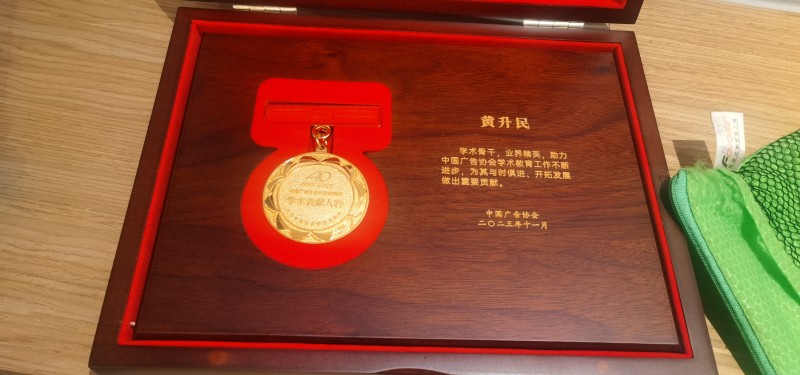 黄升民
学术骨干，业界精英，助力
中国广告协会学术教育工作不断
进步，为其与时俱进、开拓发展
做出重要贡献。
中国广告协会
二〇二三年十一月
40
学术贡献人物